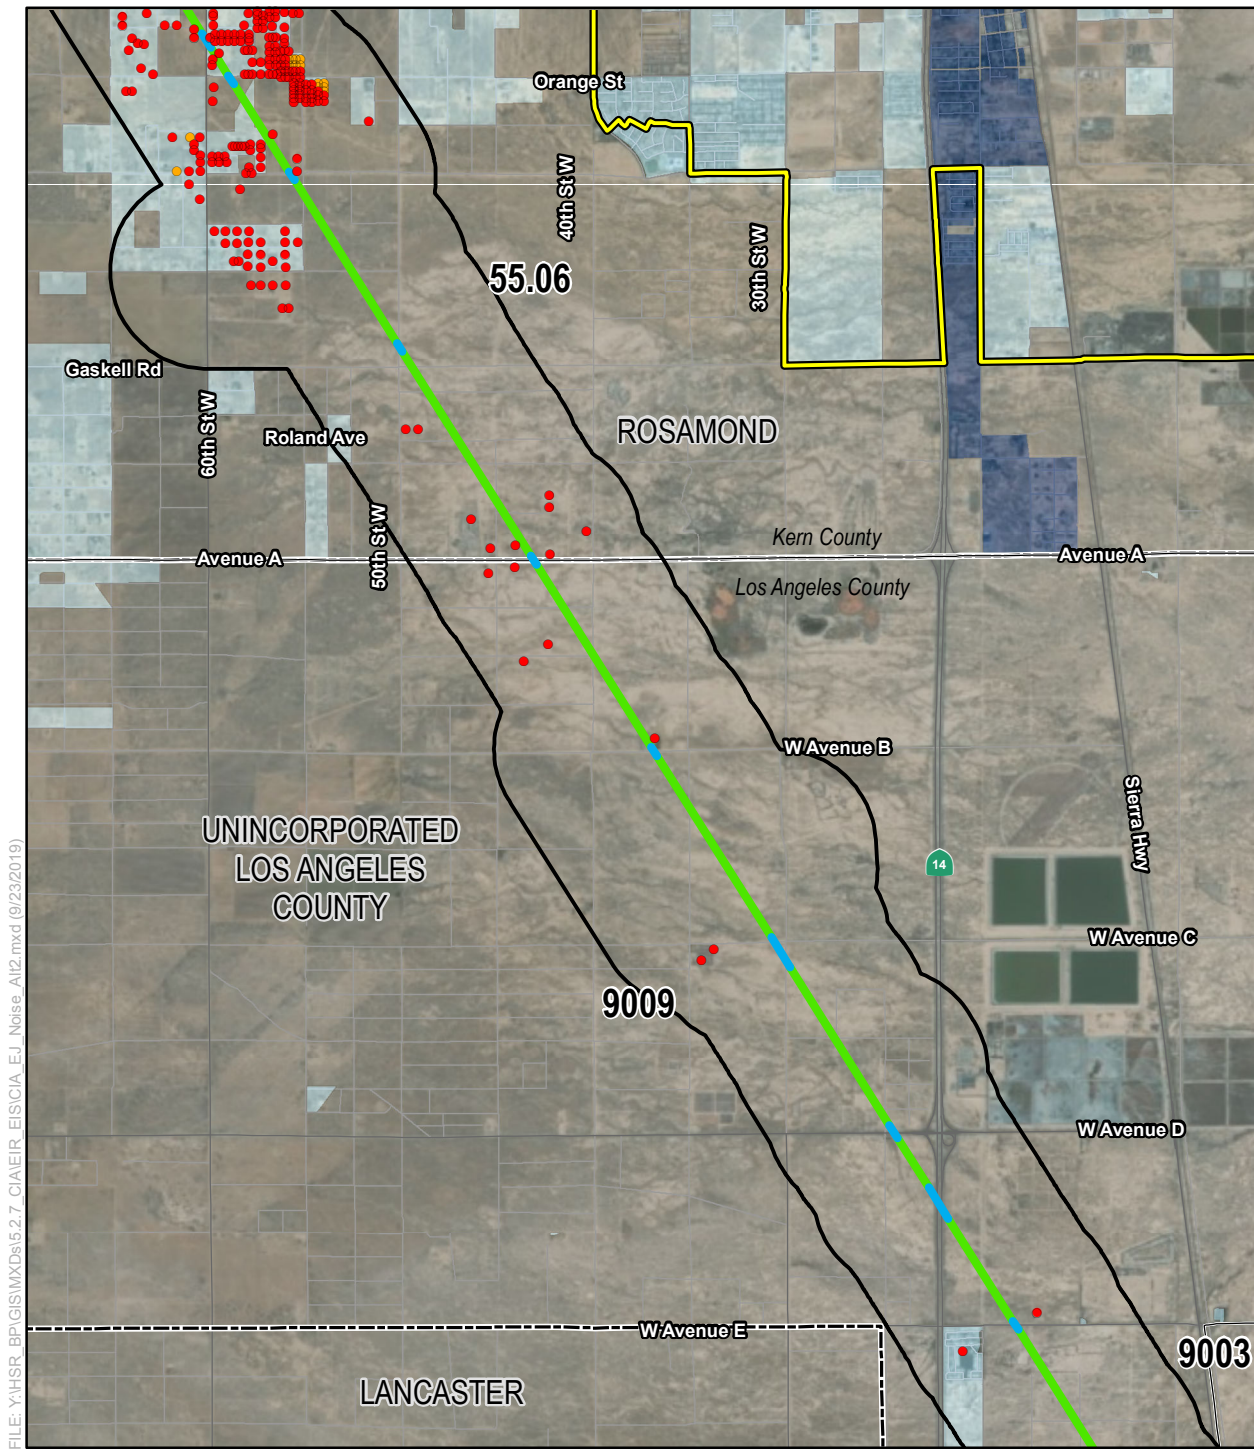 Orange St
40th St W
30th St W
55.06
Gaskell Rd
60th St W
Roland Ave
ROSAMOND
50th St W
Kern County
Avenue A
Avenue A
Los Angeles County
W Avenue B
Sierra Hwy
UNINCORPORATED
LOS ANGELES
COUNTY
14
W Avenue C
9009
W Avenue D
W Avenue E
9003
LANCASTER
FILE: Y:\HSR_BP\GIS\MXDs\5.2.7_CIA\EIR_EIS\CIA_EJ_Noise_Alt2.mxd (9/23/2019)